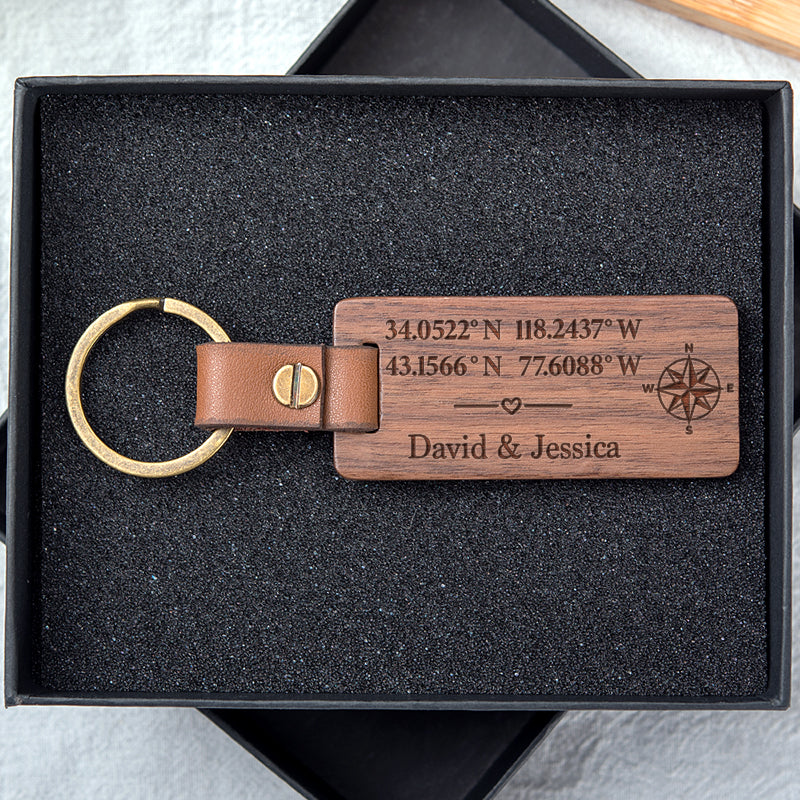 34.0522° N 118.2437° W
43.1566° N 77.6088° W
David & Jessica
N
W E
S